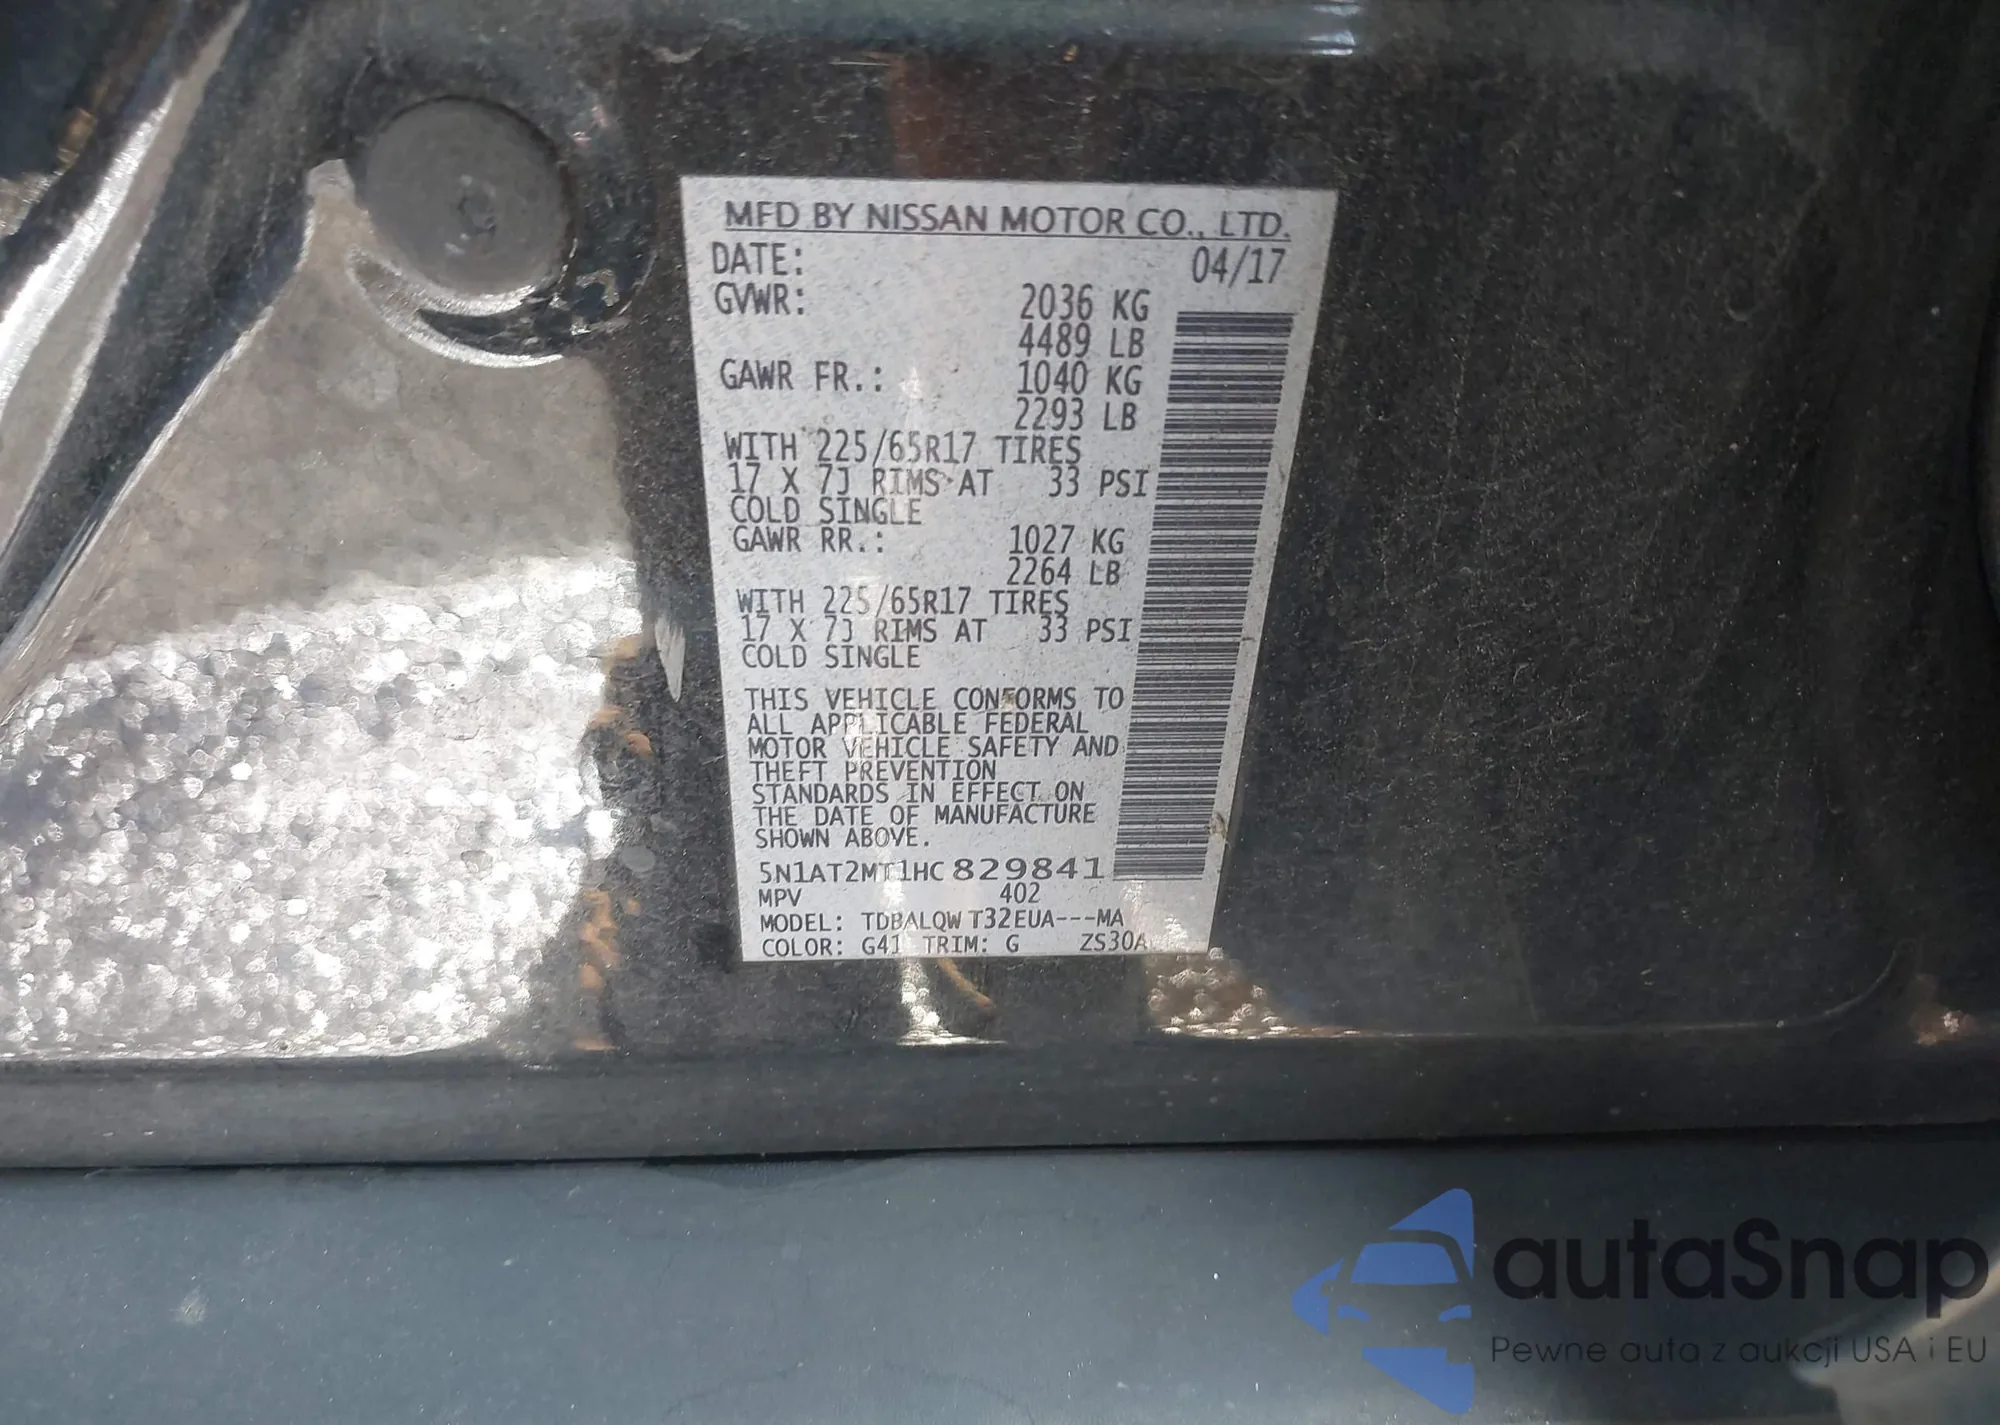 MFD BY NISSAN MOTOR CO., LTD.
DATE: 04/17
GVWR: 2036 KG
4489 LB
GAWR FR.: 1040 KG
2293 LB
WITH 225/65R17 TIRES
17 X 7J RIMS AT 33 PSI
COLD SINGLE
GAWR RR.: 1027 KG
2264 LB
WITH 225/65R17 TIRES
17 X 7J RIMS AT 33 PSI
COLD SINGLE
THIS VEHICLE CONFORMS TO
ALL APPLICABLE FEDERAL
MOTOR VEHICLE SAFETY AND
THEFT PREVENTION
STANDARDS IN EFFECT ON
THE DATE OF MANUFACTURE
SHOWN ABOVE.
5N1AT2MT1HC829841
MPV 402
MODEL: TDBALQWT32EUA---MA
COLOR: G41 TRIM: G ZS30A
autaSnap
Pewne auta z aukcji USA i EU